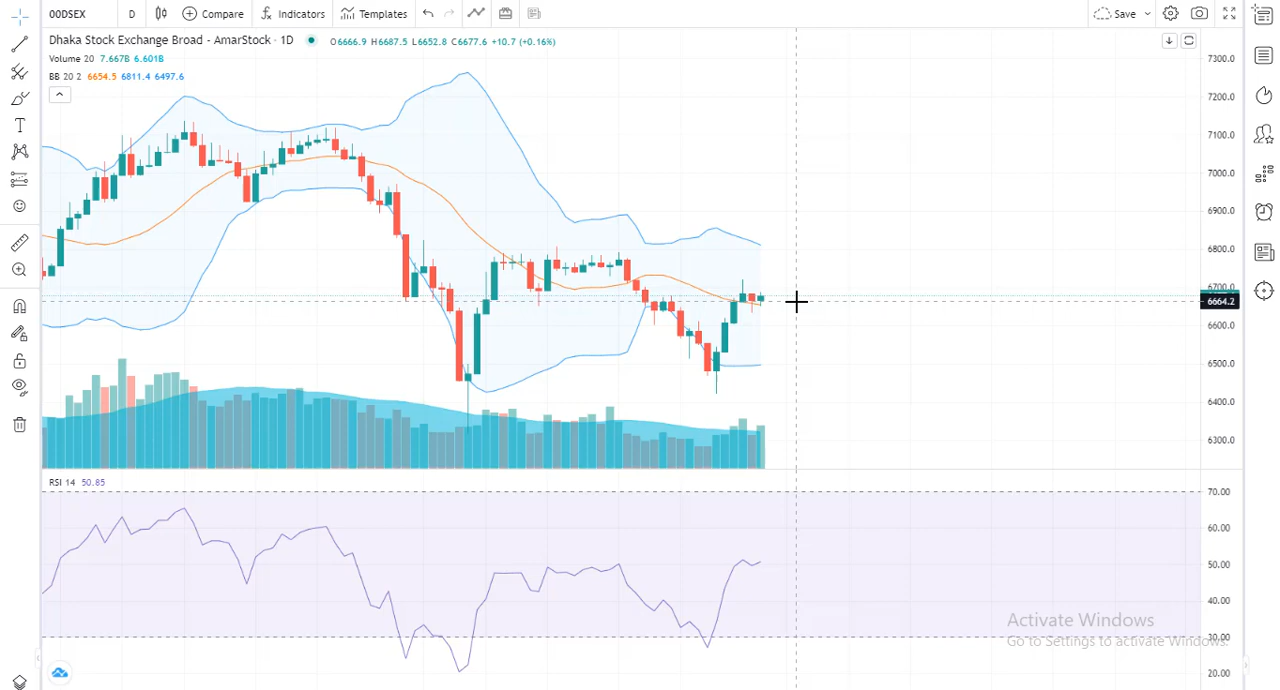 00DSEX D Compare Indicators Templates Save
Dhaka Stock Exchange Broad - AmarStock · 1D O6666.9 H6687.5 L6652.8 C6677.6 +10.7 (+0.16%)
Volume 20 7.667B 6.601B
BB 20 2 6654.5 6811.4 6497.6
7300.0
7200.0
7100.0
7000.0
6900.0
6800.0
6700.0
6664.2
6600.0
6500.0
6400.0
6300.0
RSI 14 50.85
70.00
60.00
50.00
40.00
30.00
20.00
Activate Windows
Go to Settings to activate Windows.